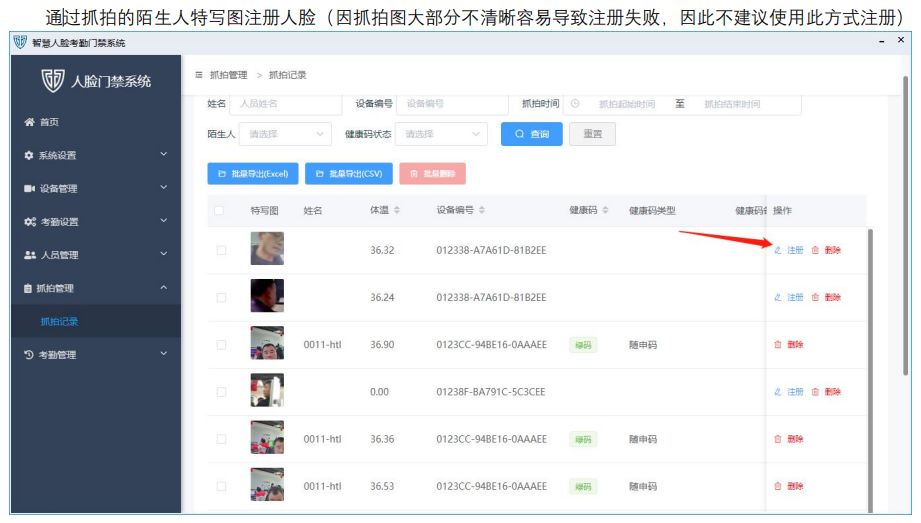 通过抓拍的陌生人特写图注册人脸（因抓拍图大部分不清晰容易导致注册失败，因此不建议使用此方式注册）
智慧人脸考勤门禁系统
人脸门禁系统
抓拍管理 > 抓拍记录
首页
系统设置
设备管理
考勤设置
人员管理
抓拍管理
抓拍记录
考勤管理
姓名 人员姓名 设备编号 设备编号 抓拍时间 抓拍起始时间 至 抓拍结束时间
陌生人 请选择 健康码状态 请选择 查询 重置
批量导出(Excel) 批量导出(CSV) 批量删除
特写图 姓名 体温 设备编号 健康码 健康码类型 健康码 操作
36.32 012338-A7A61D-81B2EE 注册 删除
36.24 012338-A7A61D-81B2EE 注册 删除
0011-htl 36.90 0123CC-94BE16-0AAAEE 绿码 随申码 删除
0.00 01238F-BA791C-5C3CEE 注册 删除
0011-htl 36.36 0123CC-94BE16-0AAAEE 绿码 随申码 删除
0011-htl 36.53 0123CC-94BE16-0AAAEE 绿码 随申码 删除